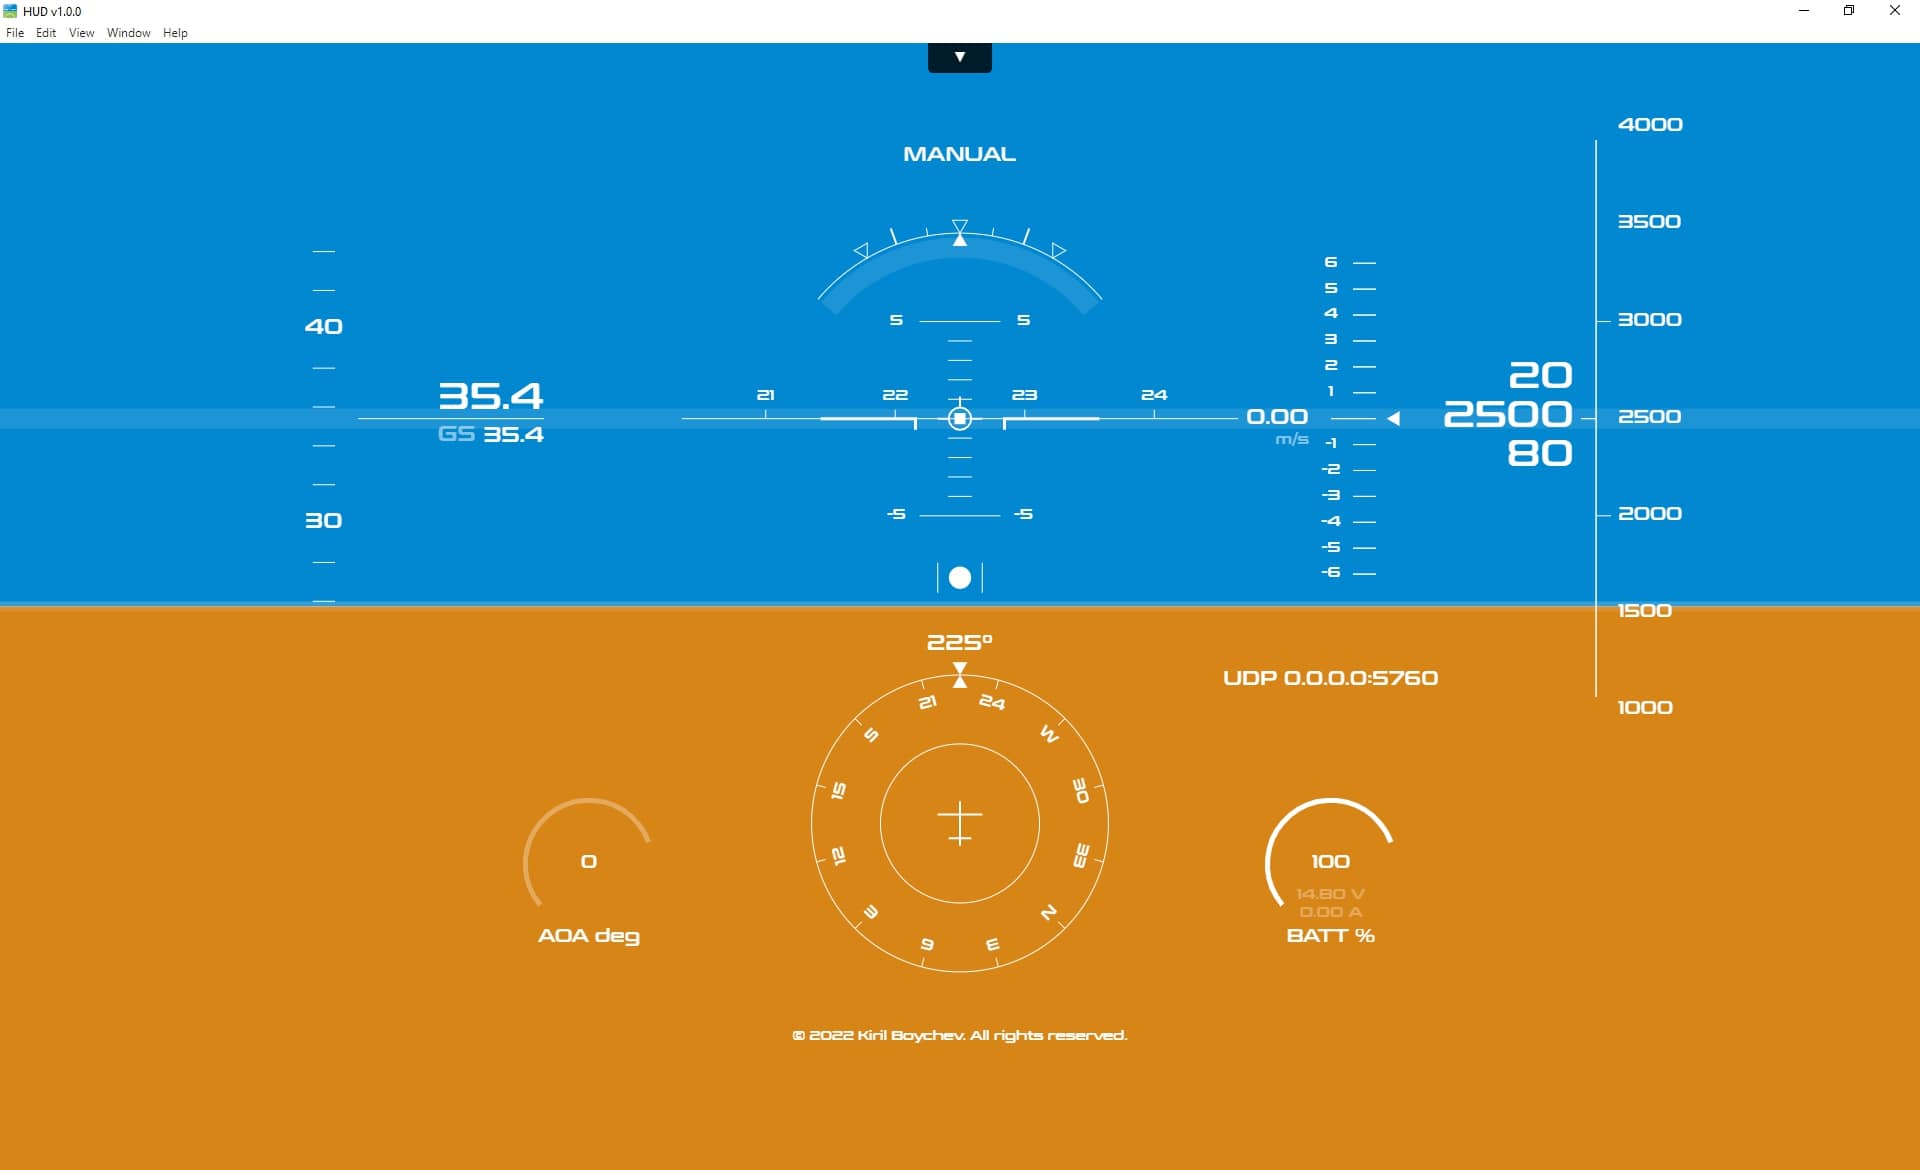 HUD v1.0.0
File Edit View Window Help
MANUAL
4000
3500
3000
2500
2000
1500
1000
40
30
35.4
GS 35.4
5 5
21 22 23 24
-5 -5
0.00
m/s
6
5
4
3
2
1
-1
-2
-3
-4
-5
-6
20
2500
80
225°
UDP 0.0.0.0:5760
21 24
S W
15 30
12 33
E N
6 3
0
AOA deg
100
14.80 V
0.00 A
BATT %
© 2022 Kiril Boychev. All rights reserved.